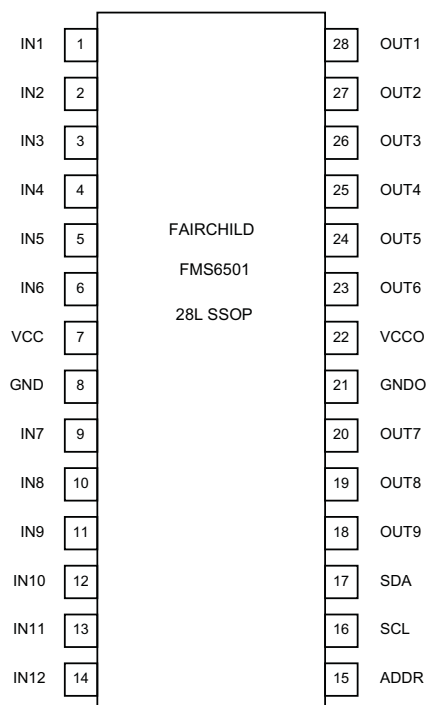 IN1 1 28 OUT1
IN2 2 27 OUT2
IN3 3 26 OUT3
IN4 4 25 OUT4
IN5 5 FAIRCHILD 24 OUT5
FMS6501
IN6 6 23 OUT6
28L SSOP
VCC 7 22 VCCO
GND 8 21 GNDO
IN7 9 20 OUT7
IN8 10 19 OUT8
IN9 11 18 OUT9
IN10 12 17 SDA
IN11 13 16 SCL
IN12 14 15 ADDR